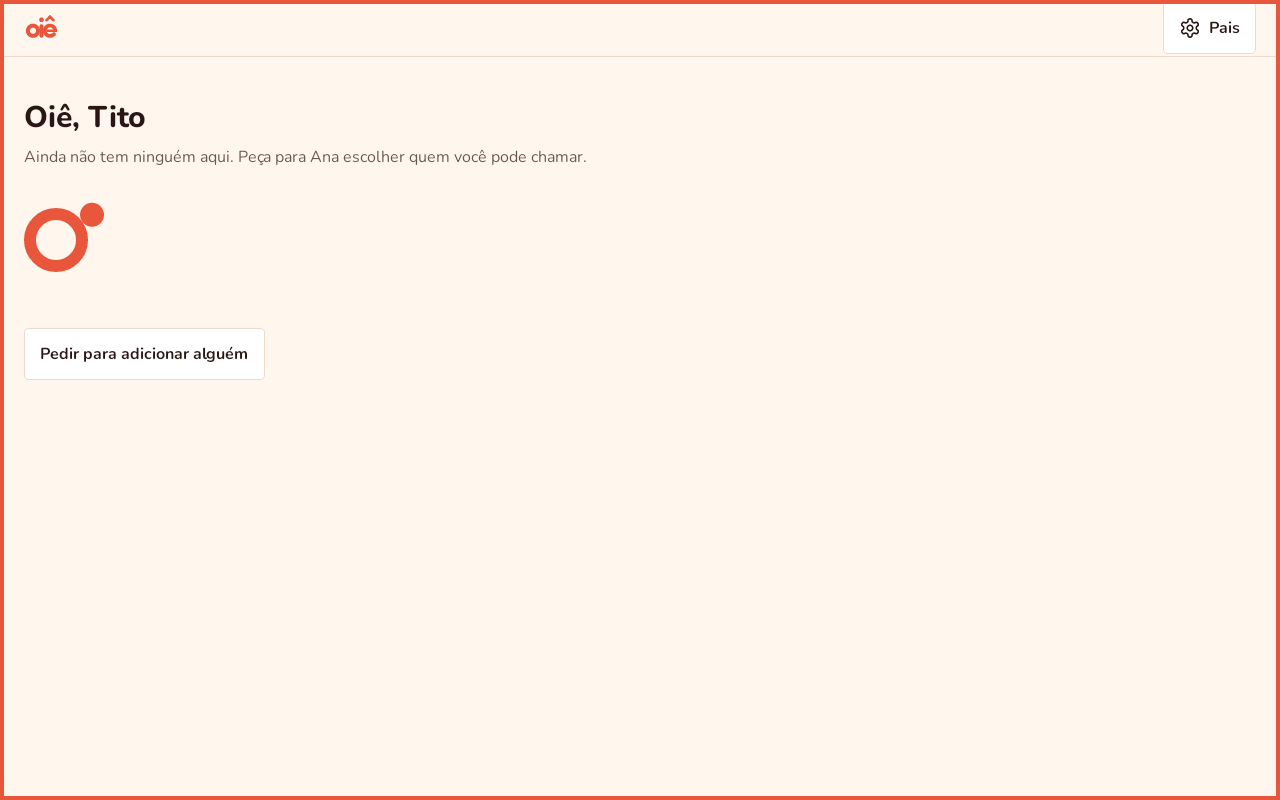 oiê
Pais
Oiê, Tito
Ainda não tem ninguém aqui. Peça para Ana escolher quem você pode chamar.
Pedir para adicionar alguém